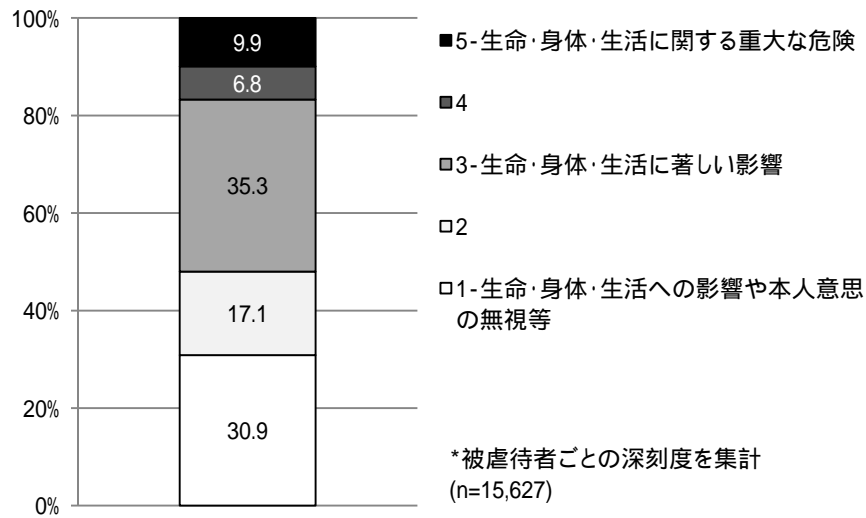 100%
80%
60%
40%
20%
0%
9.9
6.8
35.3
17.1
30.9
5-生命･身体･生活に関する重大な危険
4
3-生命･身体･生活に著しい影響
2
1-生命･身体･生活への影響や本人意思
の無視等
*被虐待者ごとの深刻度を集計
(n=15,627)